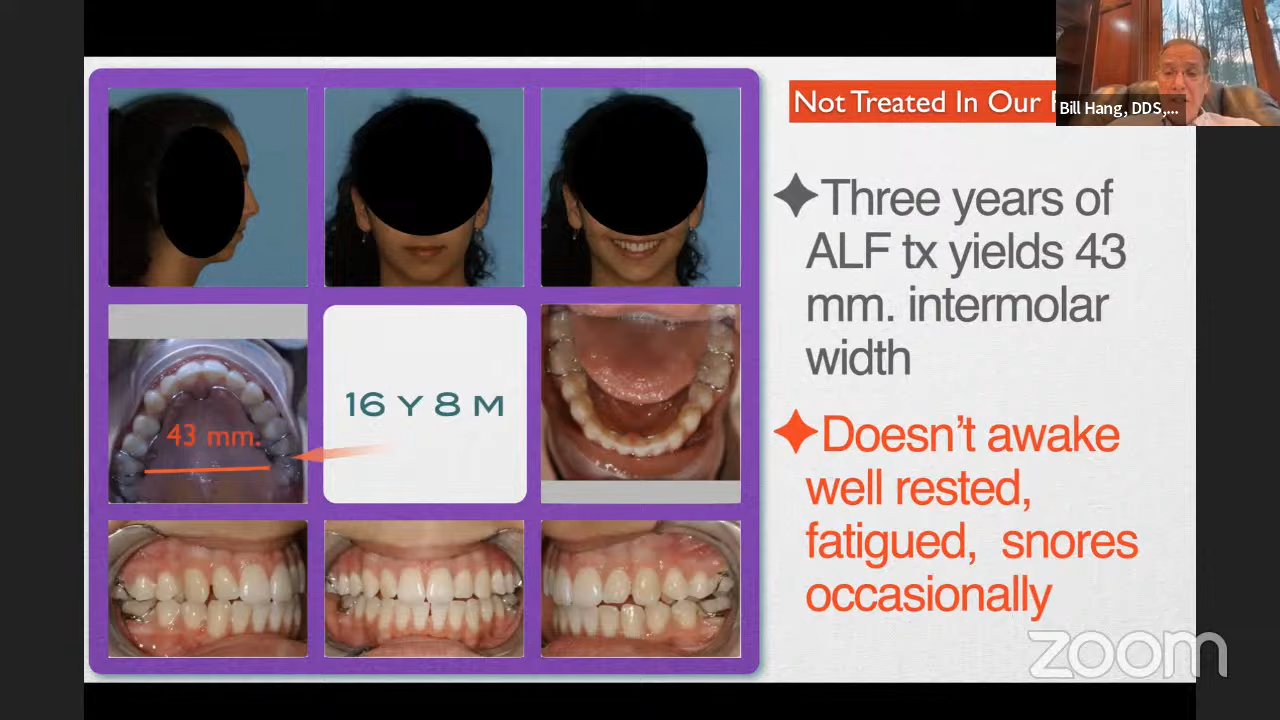 Not Treated In Our
Bill Hang, DDS,...
Three years of
ALF tx yields 43
mm. intermolar
width
43 mm.
16 Y 8 M
Doesn't awake
well rested,
fatigued,  snores
occasionally
zoom